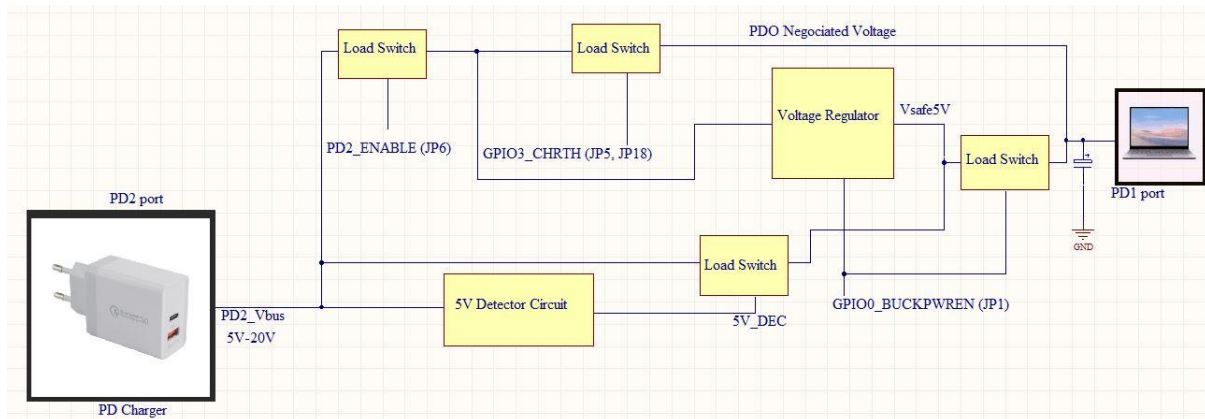 Load Switch
Load Switch
PDO Negociated Voltage
Voltage Regulator
Vsafe5V
Load Switch
PD2_ENABLE (JP6)
GPIO3_CHRTH (JP5, JP18)
PD2 port
PD1 port
GND
Load Switch
5V Detector Circuit
GPIO0_BUCKPWREN (JP1)
PD2_Vbus
5V-20V
5V_DEC
PD Charger